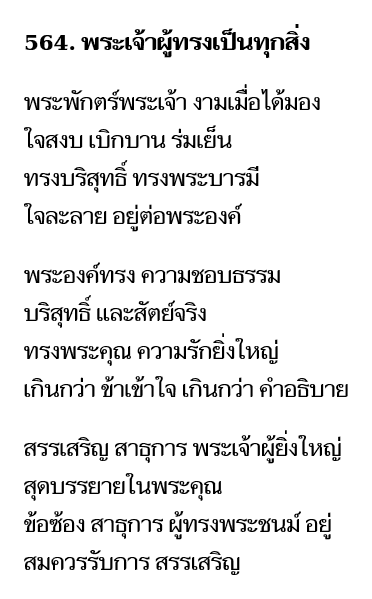 564. พระเจ้าผู้ทรงเป็นทุกสิ่ง
พระพักตร์พระเจ้า งามเมื่อได้มอง
ใจสงบ เบิกบาน ร่มเย็น
ทรงบริสุทธิ์ ทรงพระบารมี
ใจละลาย อยู่ต่อพระองค์
พระองค์ทรง ความชอบธรรม
บริสุทธิ์ และสัตย์จริง
ทรงพระคุณ ความรักยิ่งใหญ่
เกินกว่า ข้าเข้าใจ เกินกว่า คำอธิบาย
สรรเสริญ สาธุการ พระเจ้าผู้ยิ่งใหญ่
สุดบรรยายในพระคุณ
ข้อซ้อง สาธุการ ผู้ทรงพระชนม์ อยู่
สมควรรับการ สรรเสริญ